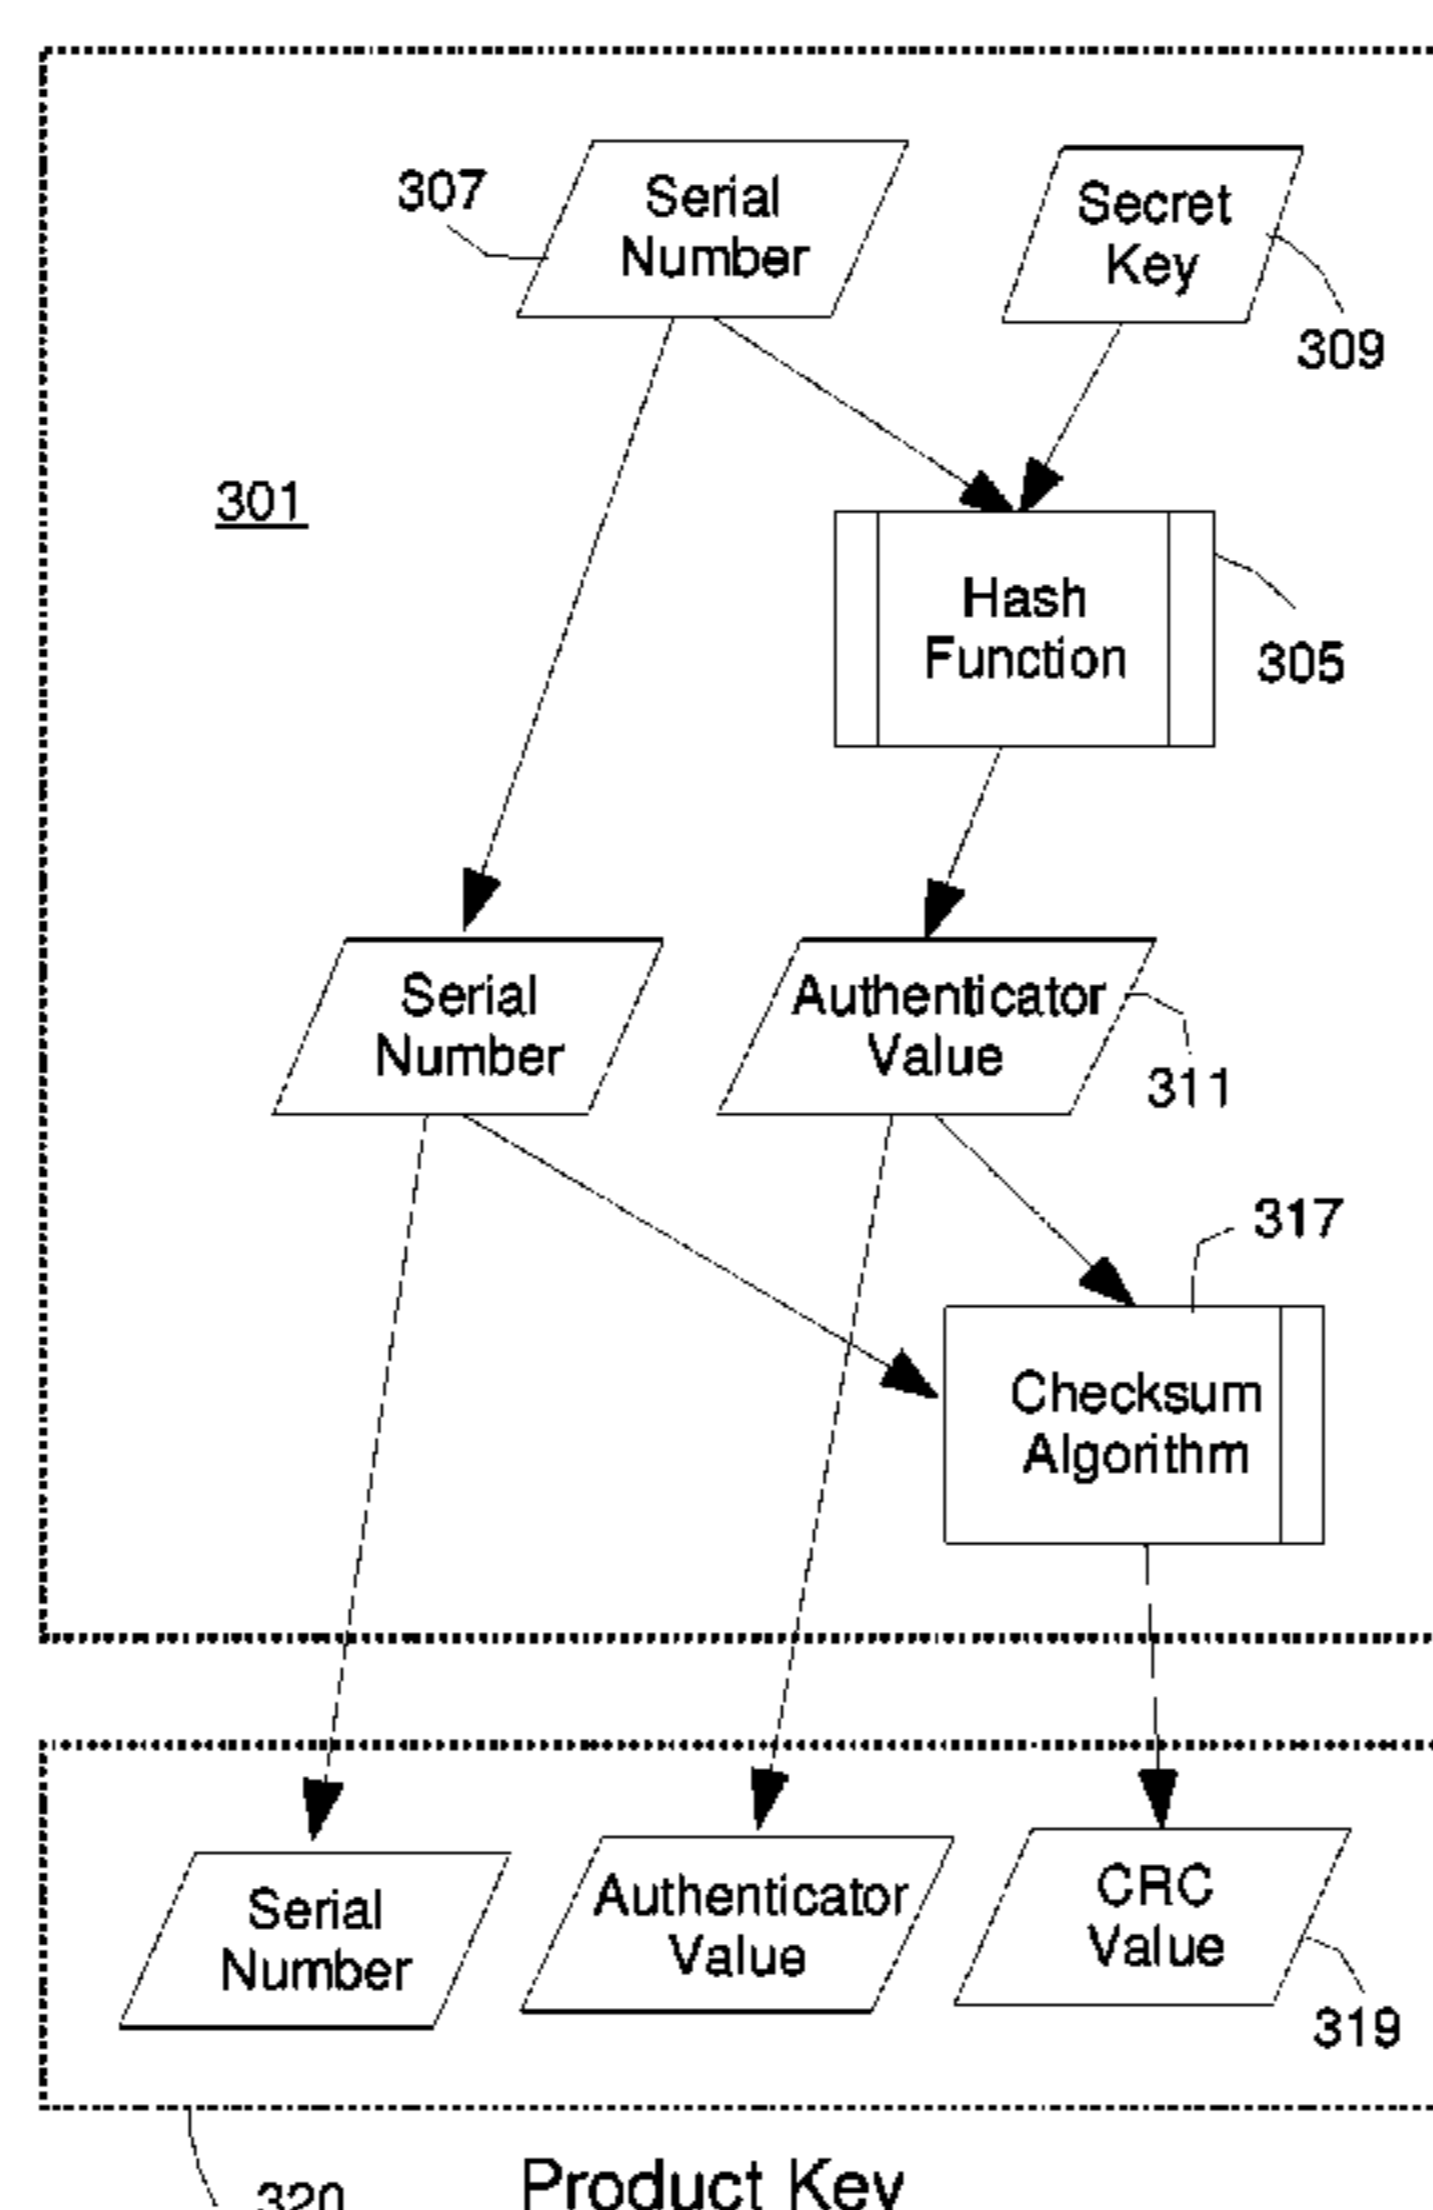 307
Serial
Number
Secret
Key
309
301
Hash
Function
305
Serial
Number
Authenticator
Value
311
317
Checksum
Algorithm
Serial
Number
Authenticator
Value
CRC
Value
319
320
Product Key